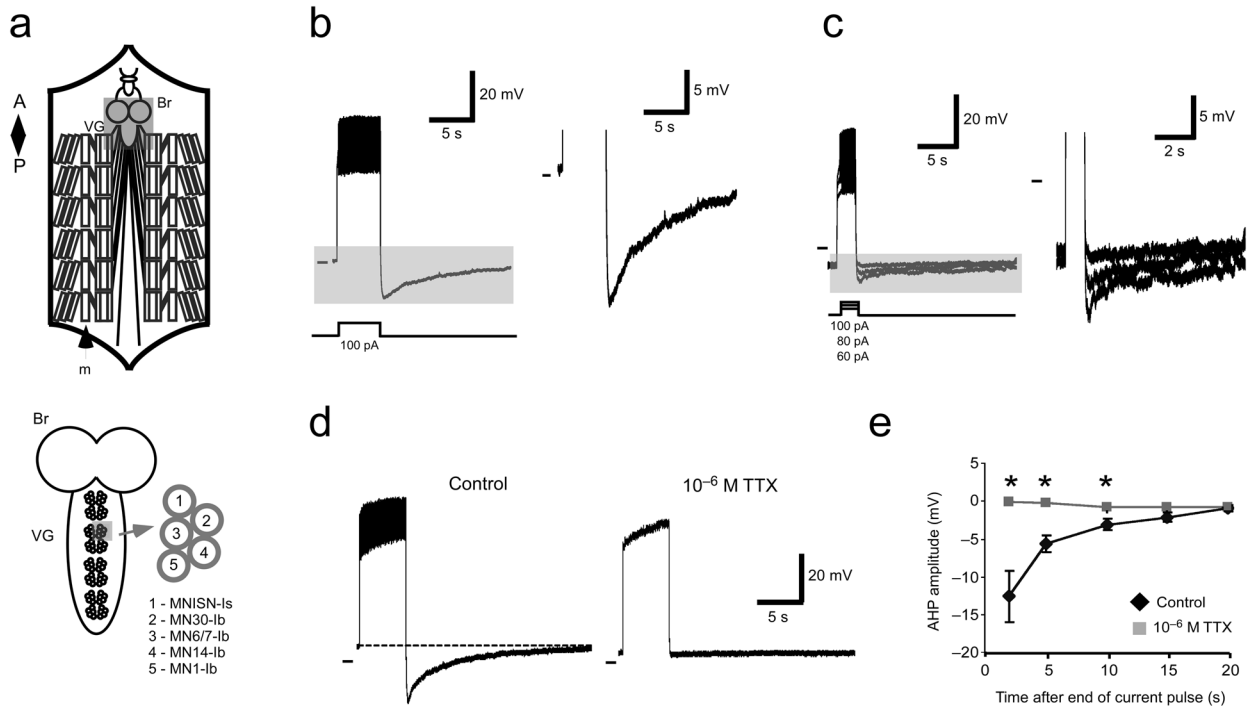 a
A
P
VG
Br
m
Br
VG
1
2
3
4
5
1 - MNISN-Is
2 - MN30-Ib
3 - MN6/7-Ib
4 - MN14-Ib
5 - MN1-Ib
b
20 mV
5 s
100 pA
5 mV
5 s
c
20 mV
5 s
100 pA
80 pA
60 pA
5 mV
2 s
d
Control
10⁻⁶ M TTX
20 mV
5 s
e
AHP amplitude (mV)
5
0
–5
–10
–15
–20
* * *
Control
10⁻⁶ M TTX
0 5 10 15 20
Time after end of current pulse (s)